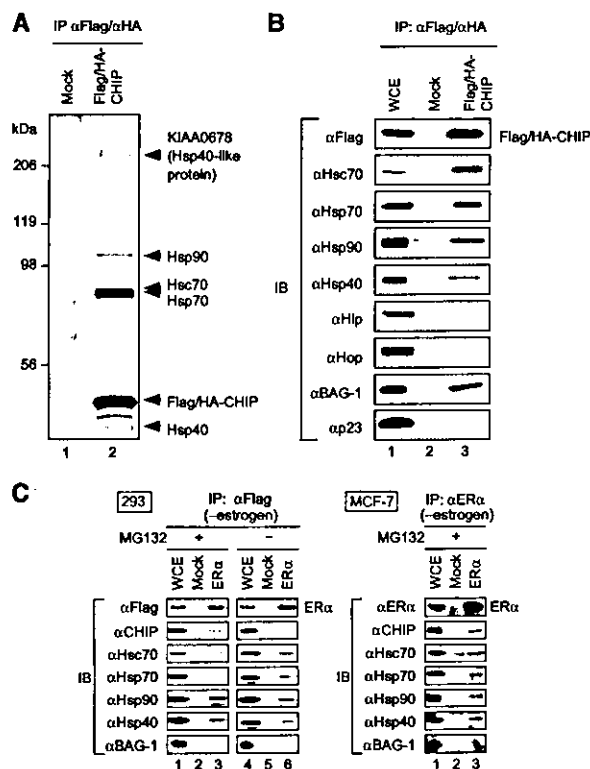 A
IP αFlag/αHA
Mock
Flag/HA-CHIP
kDa
206
119
98
56
KIAA0678
(Hsp40-like
protein)
Hsp90
Hsc70
Hsp70
Flag/HA-CHIP
Hsp40
1 2
B
IP: αFlag/αHA
WCE
Mock
Flag/HA-CHIP
IB
αFlag
Flag/HA-CHIP
αHsc70
αHsp70
αHsp90
αHsp40
αHip
αHop
αBAG-1
αp23
1 2 3
C
293
IP: αFlag
(–estrogen)
MG132 + –
WCE Mock ERα WCE Mock ERα
IB
αFlag
ERα
αCHIP
αHsc70
αHsp70
αHsp90
αHsp40
αBAG-1
1 2 3 4 5 6
MCF-7
IP: αERα
(–estrogen)
MG132 +
WCE Mock ERα
IB
αERα
ERα
αCHIP
αHsc70
αHsp70
αHsp90
αHsp40
αBAG-1
1 2 3